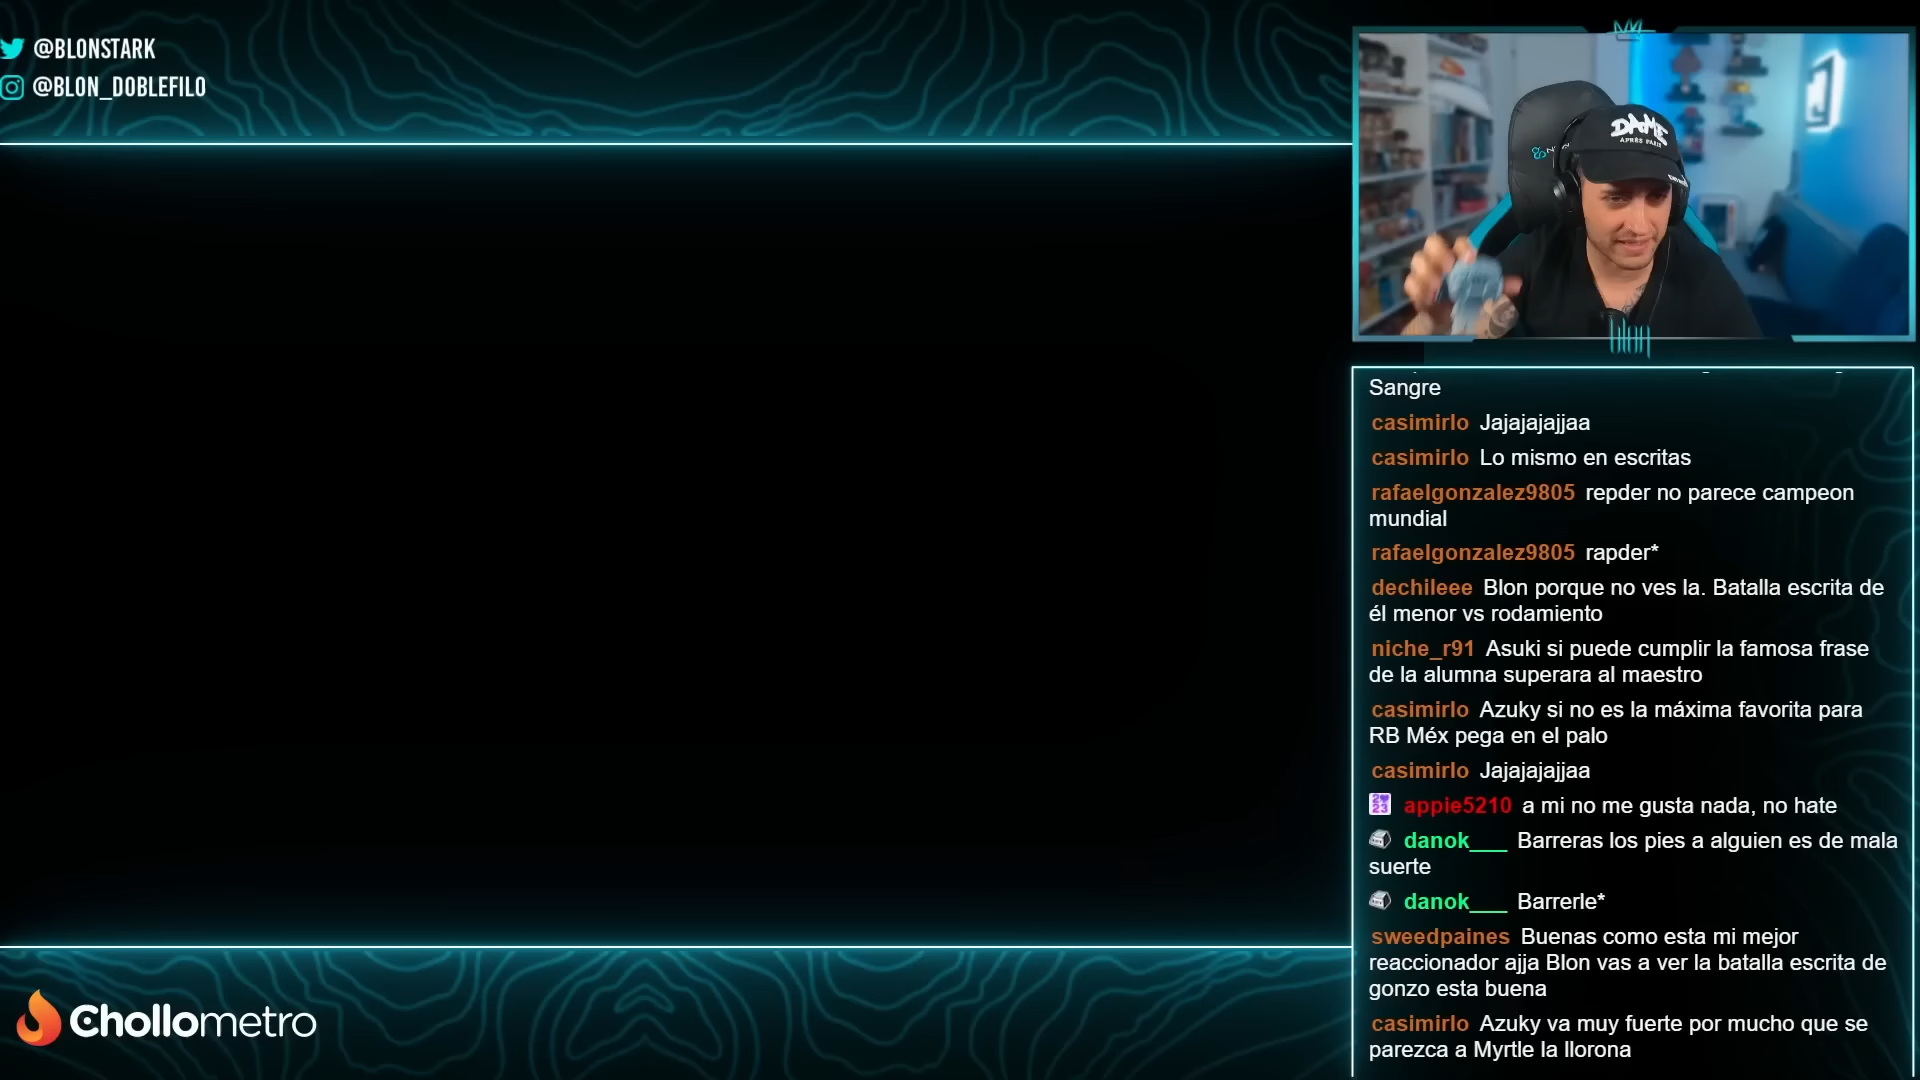 @BLONSTARK
@BLON_DOBLEFILO
DAME
APRÈS PARIS
blon
Sangre
casimirlo Jajajajajjaa
casimirlo Lo mismo en escritas
rafaelgonzalez9805 repder no parece campeon
mundial
rafaelgonzalez9805 rapder*
dechileee Blon porque no ves la. Batalla escrita de
él menor vs rodamiento
niche_r91 Asuki si puede cumplir la famosa frase
de la alumna superara al maestro
casimirlo Azuky si no es la máxima favorita para
RB Méx pega en el palo
casimirlo Jajajajajjaa
appie5210 a mi no me gusta nada, no hate
danok___ Barreras los pies a alguien es de mala
suerte
danok___ Barrerle*
sweedpaines Buenas como esta mi mejor
reaccionador ajja Blon vas a ver la batalla escrita de
gonzo esta buena
casimirlo Azuky va muy fuerte por mucho que se
parezca a Myrtle la llorona
Chollometro